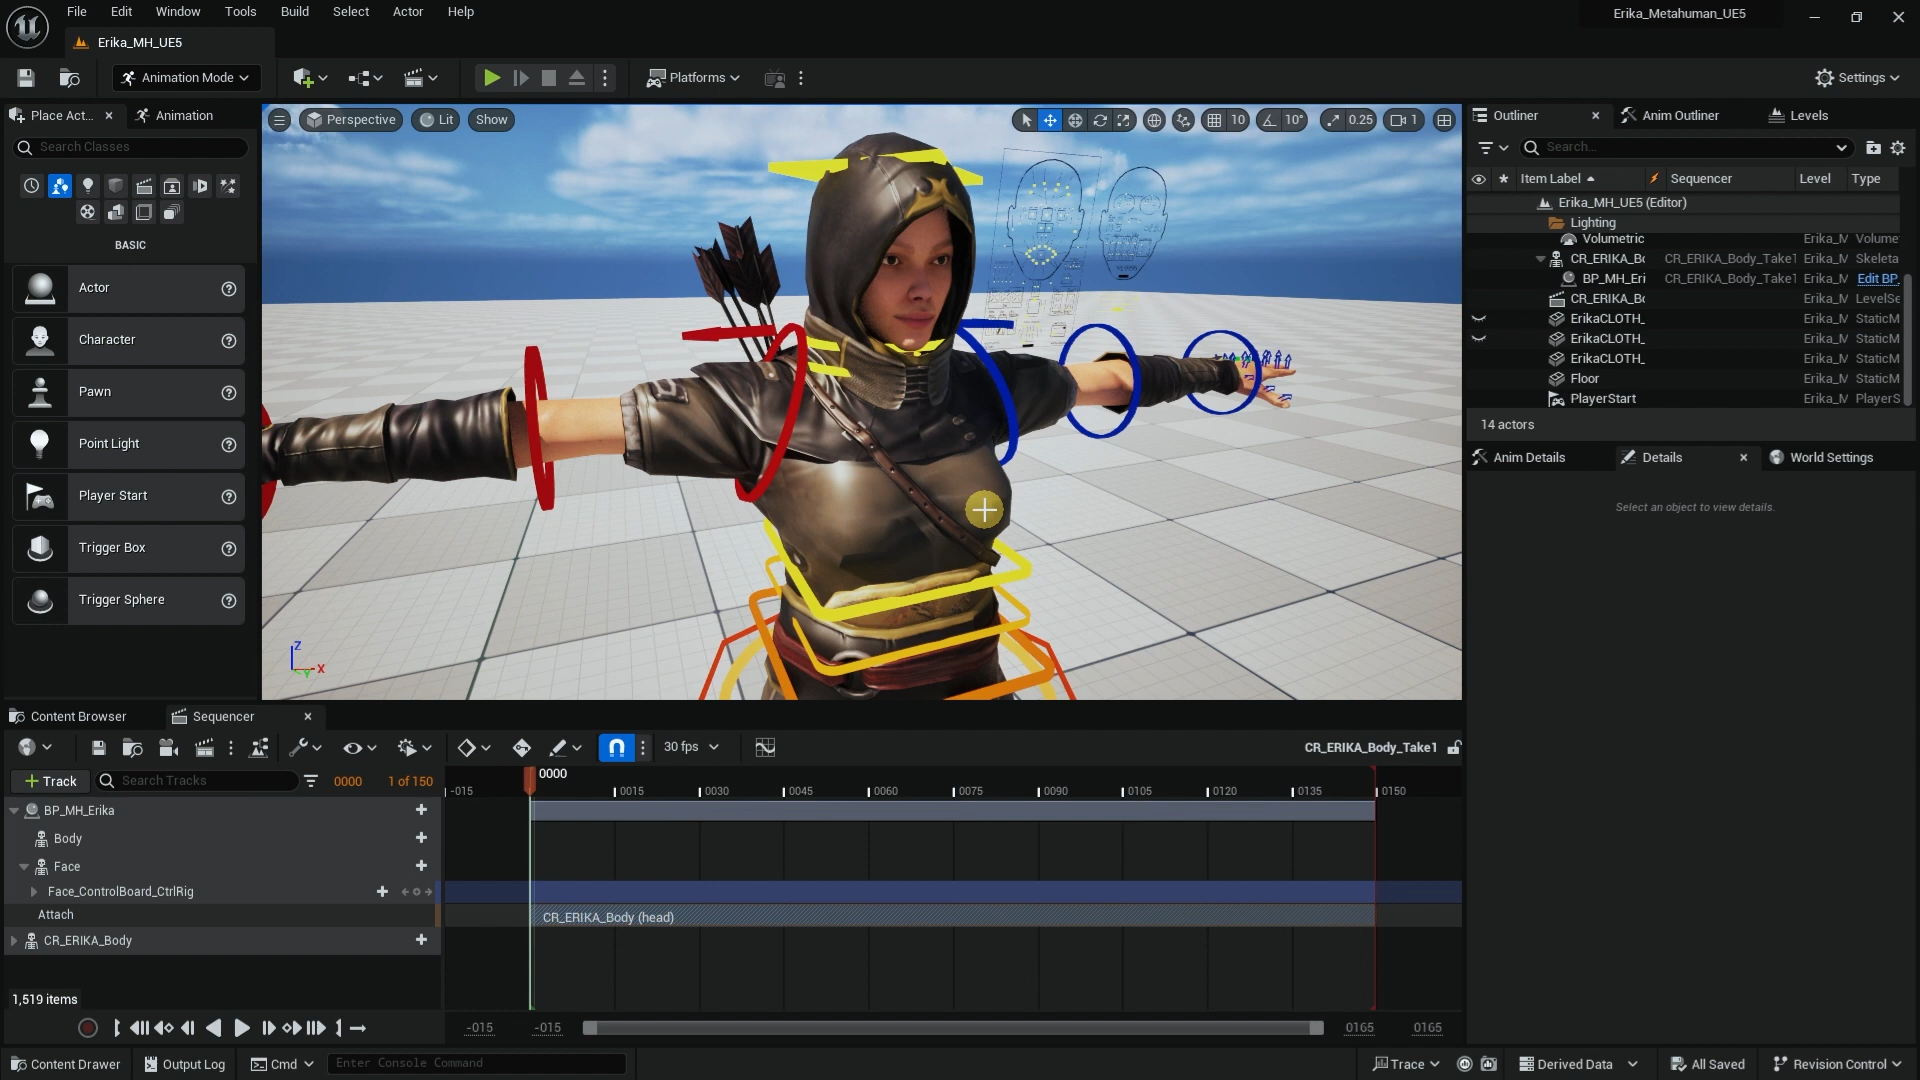 File Edit Window Tools Build Select Actor Help
Erika_Metahuman_UE5
Erika_MH_UE5
Animation Mode
Platforms
Settings
Place Act...
Animation
Search Classes
BASIC
Actor
Character
Pawn
Point Light
Player Start
Trigger Box
Trigger Sphere
Perspective Lit Show
10 10° 0.25 1
Z
X
Y
Outliner Anim Outliner Levels
Search...
Item Label Sequencer Level Type
Erika_MH_UE5 (Editor)
Lighting
Volumetric Erika_M Volume
CR_ERIKA_Bo CR_ERIKA_Body_Take1 Erika_M Skeleta
BP_MH_Eri CR_ERIKA_Body_Take1 Erika_M Edit BP_
CR_ERIKA_Bo Erika_M LevelSe
ErikaCLOTH_ Erika_M StaticM
ErikaCLOTH_ Erika_M StaticM
ErikaCLOTH_ Erika_M StaticM
Floor Erika_M StaticM
PlayerStart Erika_M PlayerS
14 actors
Anim Details Details World Settings
Select an object to view details.
Content Browser Sequencer
30 fps
CR_ERIKA_Body_Take1
Track
Search Tracks
0000 1 of 150
0000
-015 0015 0030 0045 0060 0075 0090 0105 0120 0135 0150
BP_MH_Erika
Body
Face
Face_ControlBoard_CtrlRig
Attach
CR_ERIKA_Body (head)
CR_ERIKA_Body
1,519 items
-015 -015 0165 0165
Content Drawer Output Log Cmd Enter Console Command
Trace Derived Data All Saved Revision Control